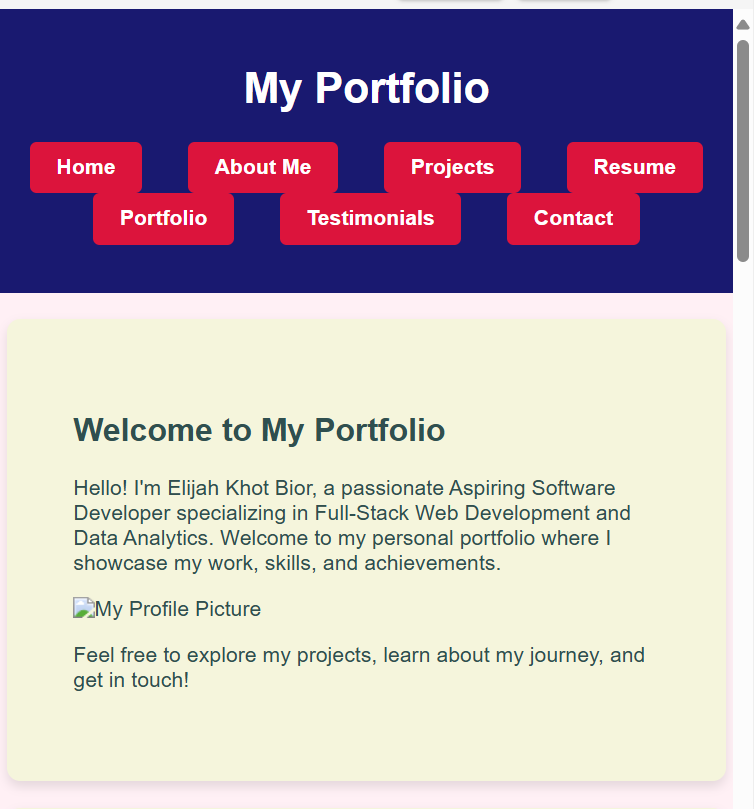 My Portfolio
Home About Me Projects Resume
Portfolio Testimonials Contact
Welcome to My Portfolio
Hello! I'm Elijah Khot Bior, a passionate Aspiring Software
Developer specializing in Full-Stack Web Development and
Data Analytics. Welcome to my personal portfolio where I
showcase my work, skills, and achievements.
My Profile Picture
Feel free to explore my projects, learn about my journey, and
get in touch!